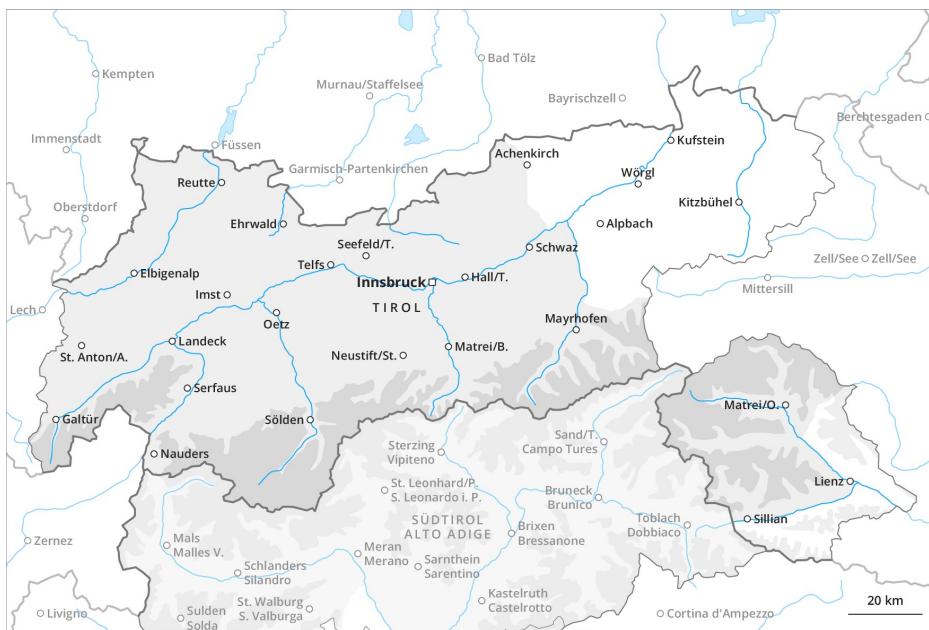 Kempten
Bad Tölz
Murnau/Staffelsee
Bayrischzell
Berchtesgaden
Immenstadt
Füssen
Kufstein
Achenkirch
Garmisch-Partenkirchen
Wörgl
Reutte
Oberstdorf
Kitzbühel
Ehrwald
Alpbach
Seefeld/T.
Schwaz
Telfs
Zell/See
Zell/See
Elbigenalp
Hall/T.
Innsbruck
Mittersill
Imst
TIROL
Lech
Oetz
Mayrhofen
Landeck
Matrei/B.
St. Anton/A.
Neustift/St.
Serfaus
Matrei/O.
Galtür
Sölden
Sand/T.
Campo Tures
Sterzing
Vipiteno
Nauders
St. Leonhard/P.
S. Leonardo i. P.
Lienz
Bruneck
Brunico
SÜDTIROL
ALTO ADIGE
Toblach
Dobbiaco
Sillian
Brixen
Bressanone
Zernez
Mals
Malles V.
Meran
Merano
Sarnthein
Sarentino
Schlanders
Silandro
Kastelruth
Castelrotto
St. Walburg
S. Valburga
Livigno
Sulden
Solda
Cortina d'Ampezzo
20 km